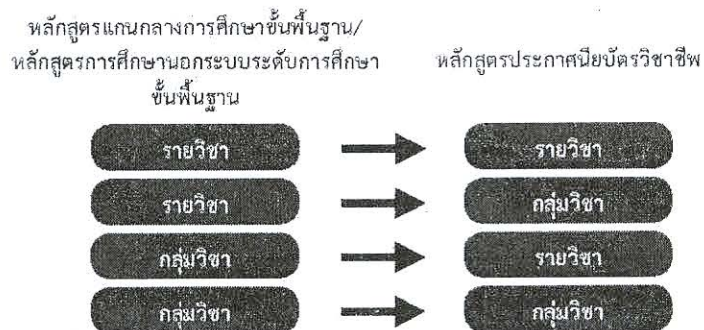 หลักสูตรแกนกลางการศึกษาขั้นพื้นฐาน/
หลักสูตรการศึกษานอกระบบระดับการศึกษา
ขั้นพื้นฐาน
หลักสูตรประกาศนียบัตรวิชาชีพ
รายวิชา รายวิชา
รายวิชา กลุ่มวิชา
กลุ่มวิชา รายวิชา
กลุ่มวิชา กลุ่มวิชา